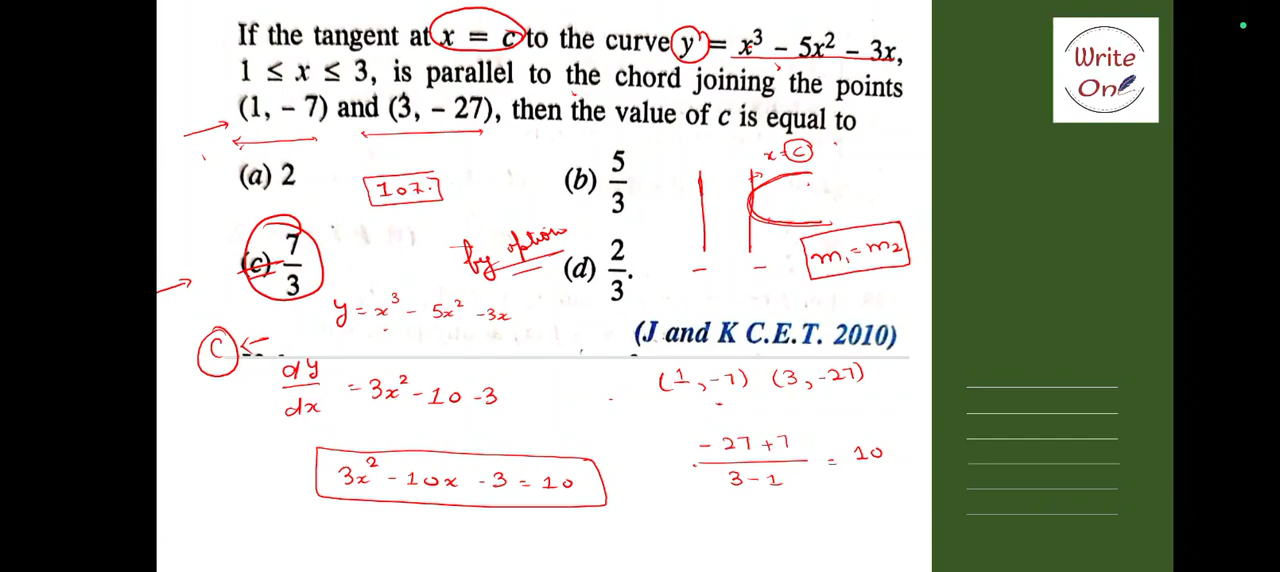 If the tangent at x = c to the curve y = x³ − 5x² − 3x,
1 ≤ x ≤ 3, is parallel to the chord joining the points
(1, − 7) and (3, − 27), then the value of c is equal to
x = c
(a) 2
107.
(b) 5/3
(c) 7/3
by option
(d) 2/3.
m₁ = m₂
y = x³ − 5x² − 3x
(J and K C.E.T. 2010)
C ←
dy/dx = 3x² − 10 − 3
(1, −7) (3, −27)
3x² − 10x − 3 = 10
−27 + 7 / 3 − 1 = 10
Write
On